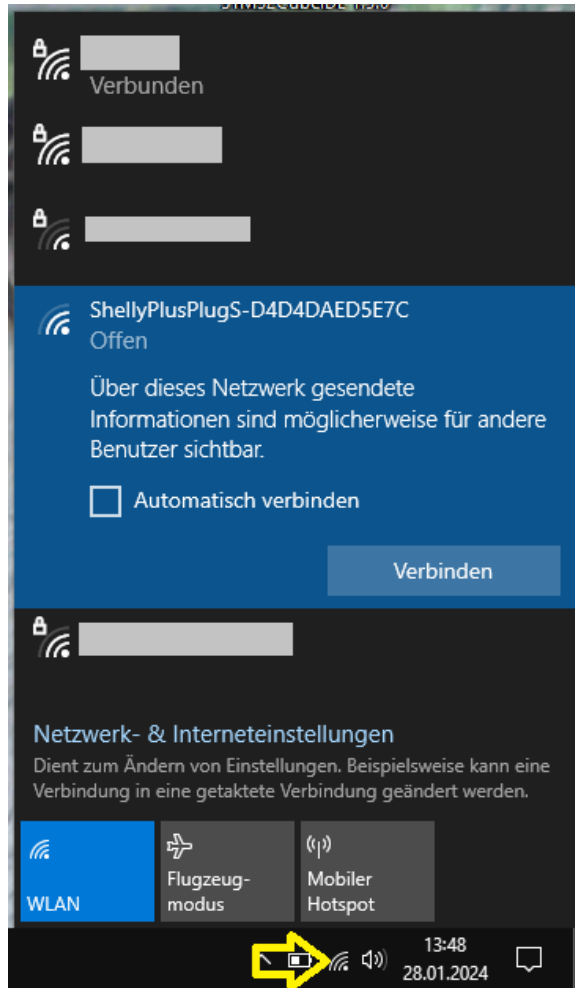 Verbunden
ShellyPlusPlugS-D4D4DAED5E7C
Offen
Über dieses Netzwerk gesendete
Informationen sind möglicherweise für andere
Benutzer sichtbar.
Automatisch verbinden
Verbinden
Netzwerk- & Interneteinstellungen
Dient zum Ändern von Einstellungen. Beispielsweise kann eine
Verbindung in eine getaktete Verbindung geändert werden.
WLAN
Flugzeug-
modus
Mobiler
Hotspot
13:48
28.01.2024